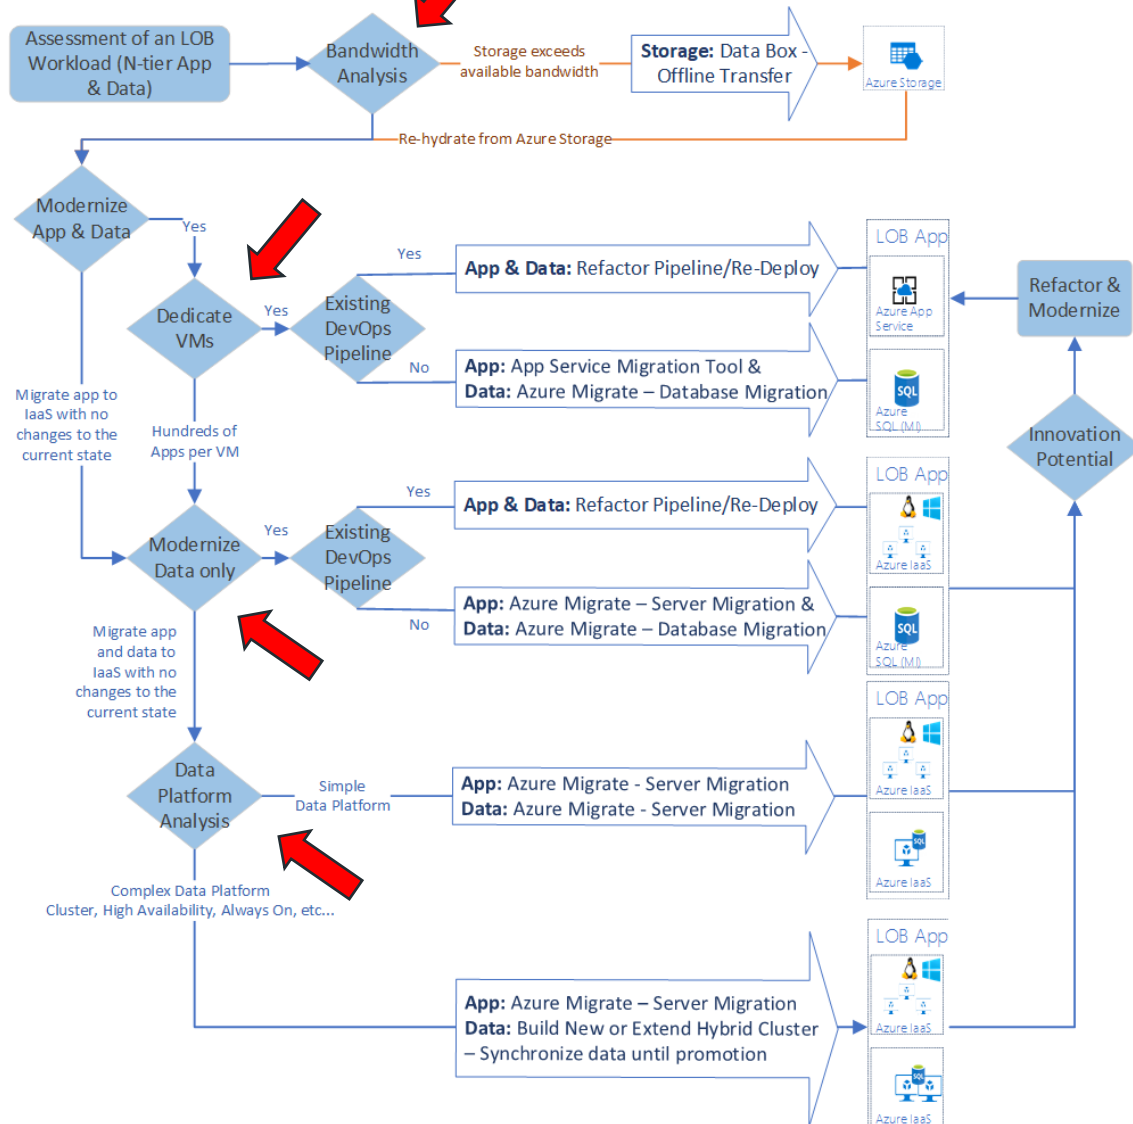 Assessment of an LOB
Workload (N-tier App
& Data)
Bandwidth
Analysis
Storage exceeds
available bandwidth
Storage: Data Box -
Offline Transfer
Azure Storage
Re-hydrate from Azure Storage
Modernize
App & Data
Yes
Dedicate
VMs
Yes
Existing
DevOps
Pipeline
Yes
App & Data: Refactor Pipeline/Re-Deploy
No
App: App Service Migration Tool &
Data: Azure Migrate – Database Migration
LOB App
Azure App
Service
SQL
Azure
SQL (MI)
Refactor &
Modernize
Innovation
Potential
Migrate app to
IaaS with no
changes to the
current state
Hundreds of
Apps per VM
Modernize
Data only
Yes
Existing
DevOps
Pipeline
Yes
App & Data: Refactor Pipeline/Re-Deploy
No
App: Azure Migrate – Server Migration &
Data: Azure Migrate – Database Migration
LOB App
Azure IaaS
SQL
Azure
SQL (MI)
Migrate app
and data to
IaaS with no
changes to the
current state
Data
Platform
Analysis
Simple
Data Platform
App: Azure Migrate - Server Migration
Data: Azure Migrate - Server Migration
LOB App
Azure IaaS
SQL
Azure IaaS
Complex Data Platform
Cluster, High Availability, Always On, etc...
App: Azure Migrate – Server Migration
Data: Build New or Extend Hybrid Cluster
– Synchronize data until promotion
LOB App
Azure IaaS
SQL
Azure IaaS